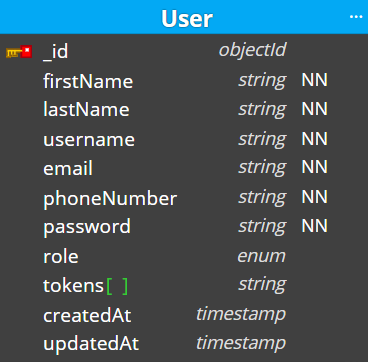 User ...
_id objectId
firstName string NN
lastName string NN
username string NN
email string NN
phoneNumber string NN
password string NN
role enum
tokens[ ] string
createdAt timestamp
updatedAt timestamp